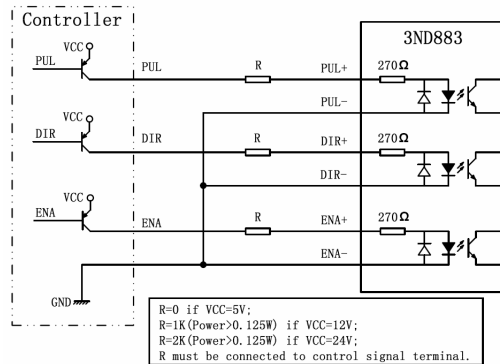 Controller
3ND883
VCC
PUL
PUL
R
PUL+
270Ω
PUL-
VCC
DIR
DIR
R
DIR+
270Ω
DIR-
VCC
ENA
ENA
R
ENA+
270Ω
ENA-
GND
R=0 if VCC=5V;
R=1K(Power>0.125W) if VCC=12V;
R=2K(Power>0.125W) if VCC=24V;
R must be connected to control signal terminal.